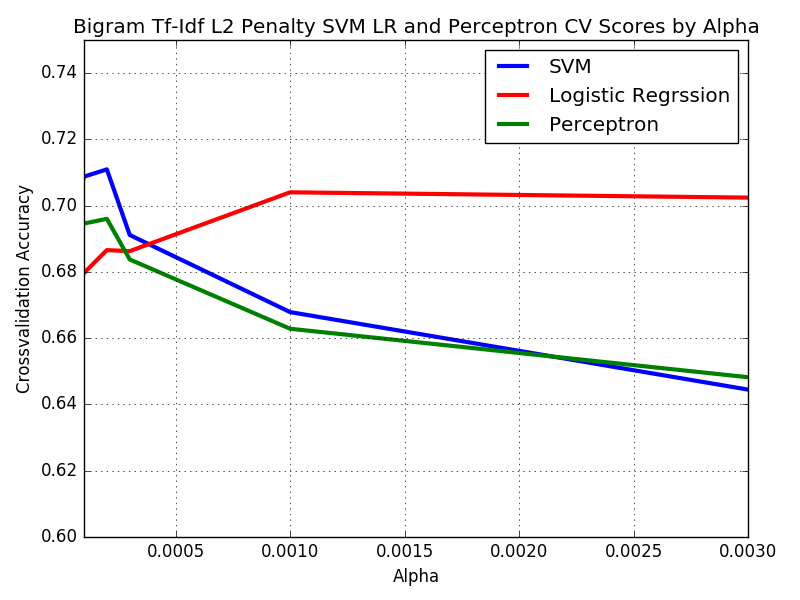 Bigram Tf-Idf L2 Penalty SVM LR and Perceptron CV Scores by Alpha
SVM
Logistic Regrssion
Perceptron
Crossvalidation Accuracy
0.74
0.72
0.70
0.68
0.66
0.64
0.62
0.60
0.0005
0.0010
0.0015
0.0020
0.0025
0.0030
Alpha